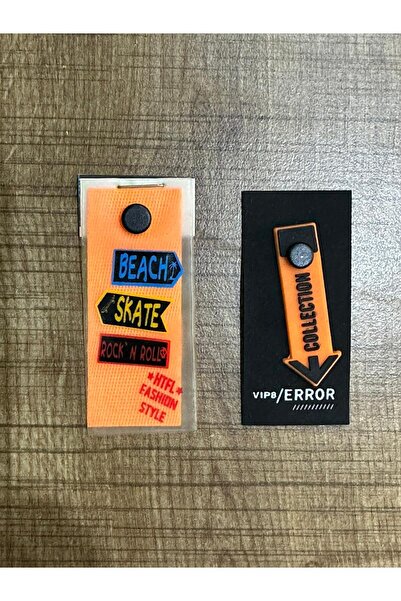 BEACH
SKATE
ROCK'N ROLL
*HTFL*
FASHION
STYLE
COLLECTION
VIP8/ERROR
//////////